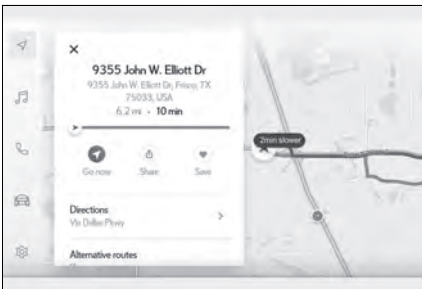 9355 John W. Elliott Dr
9355 John W. Elliott Dr, Frisco, TX
75033, USA
6.2 mi • 10 min
Go now
Share
Save
Directions
Via Dallas Pkwy
Alternative routes
2min slower